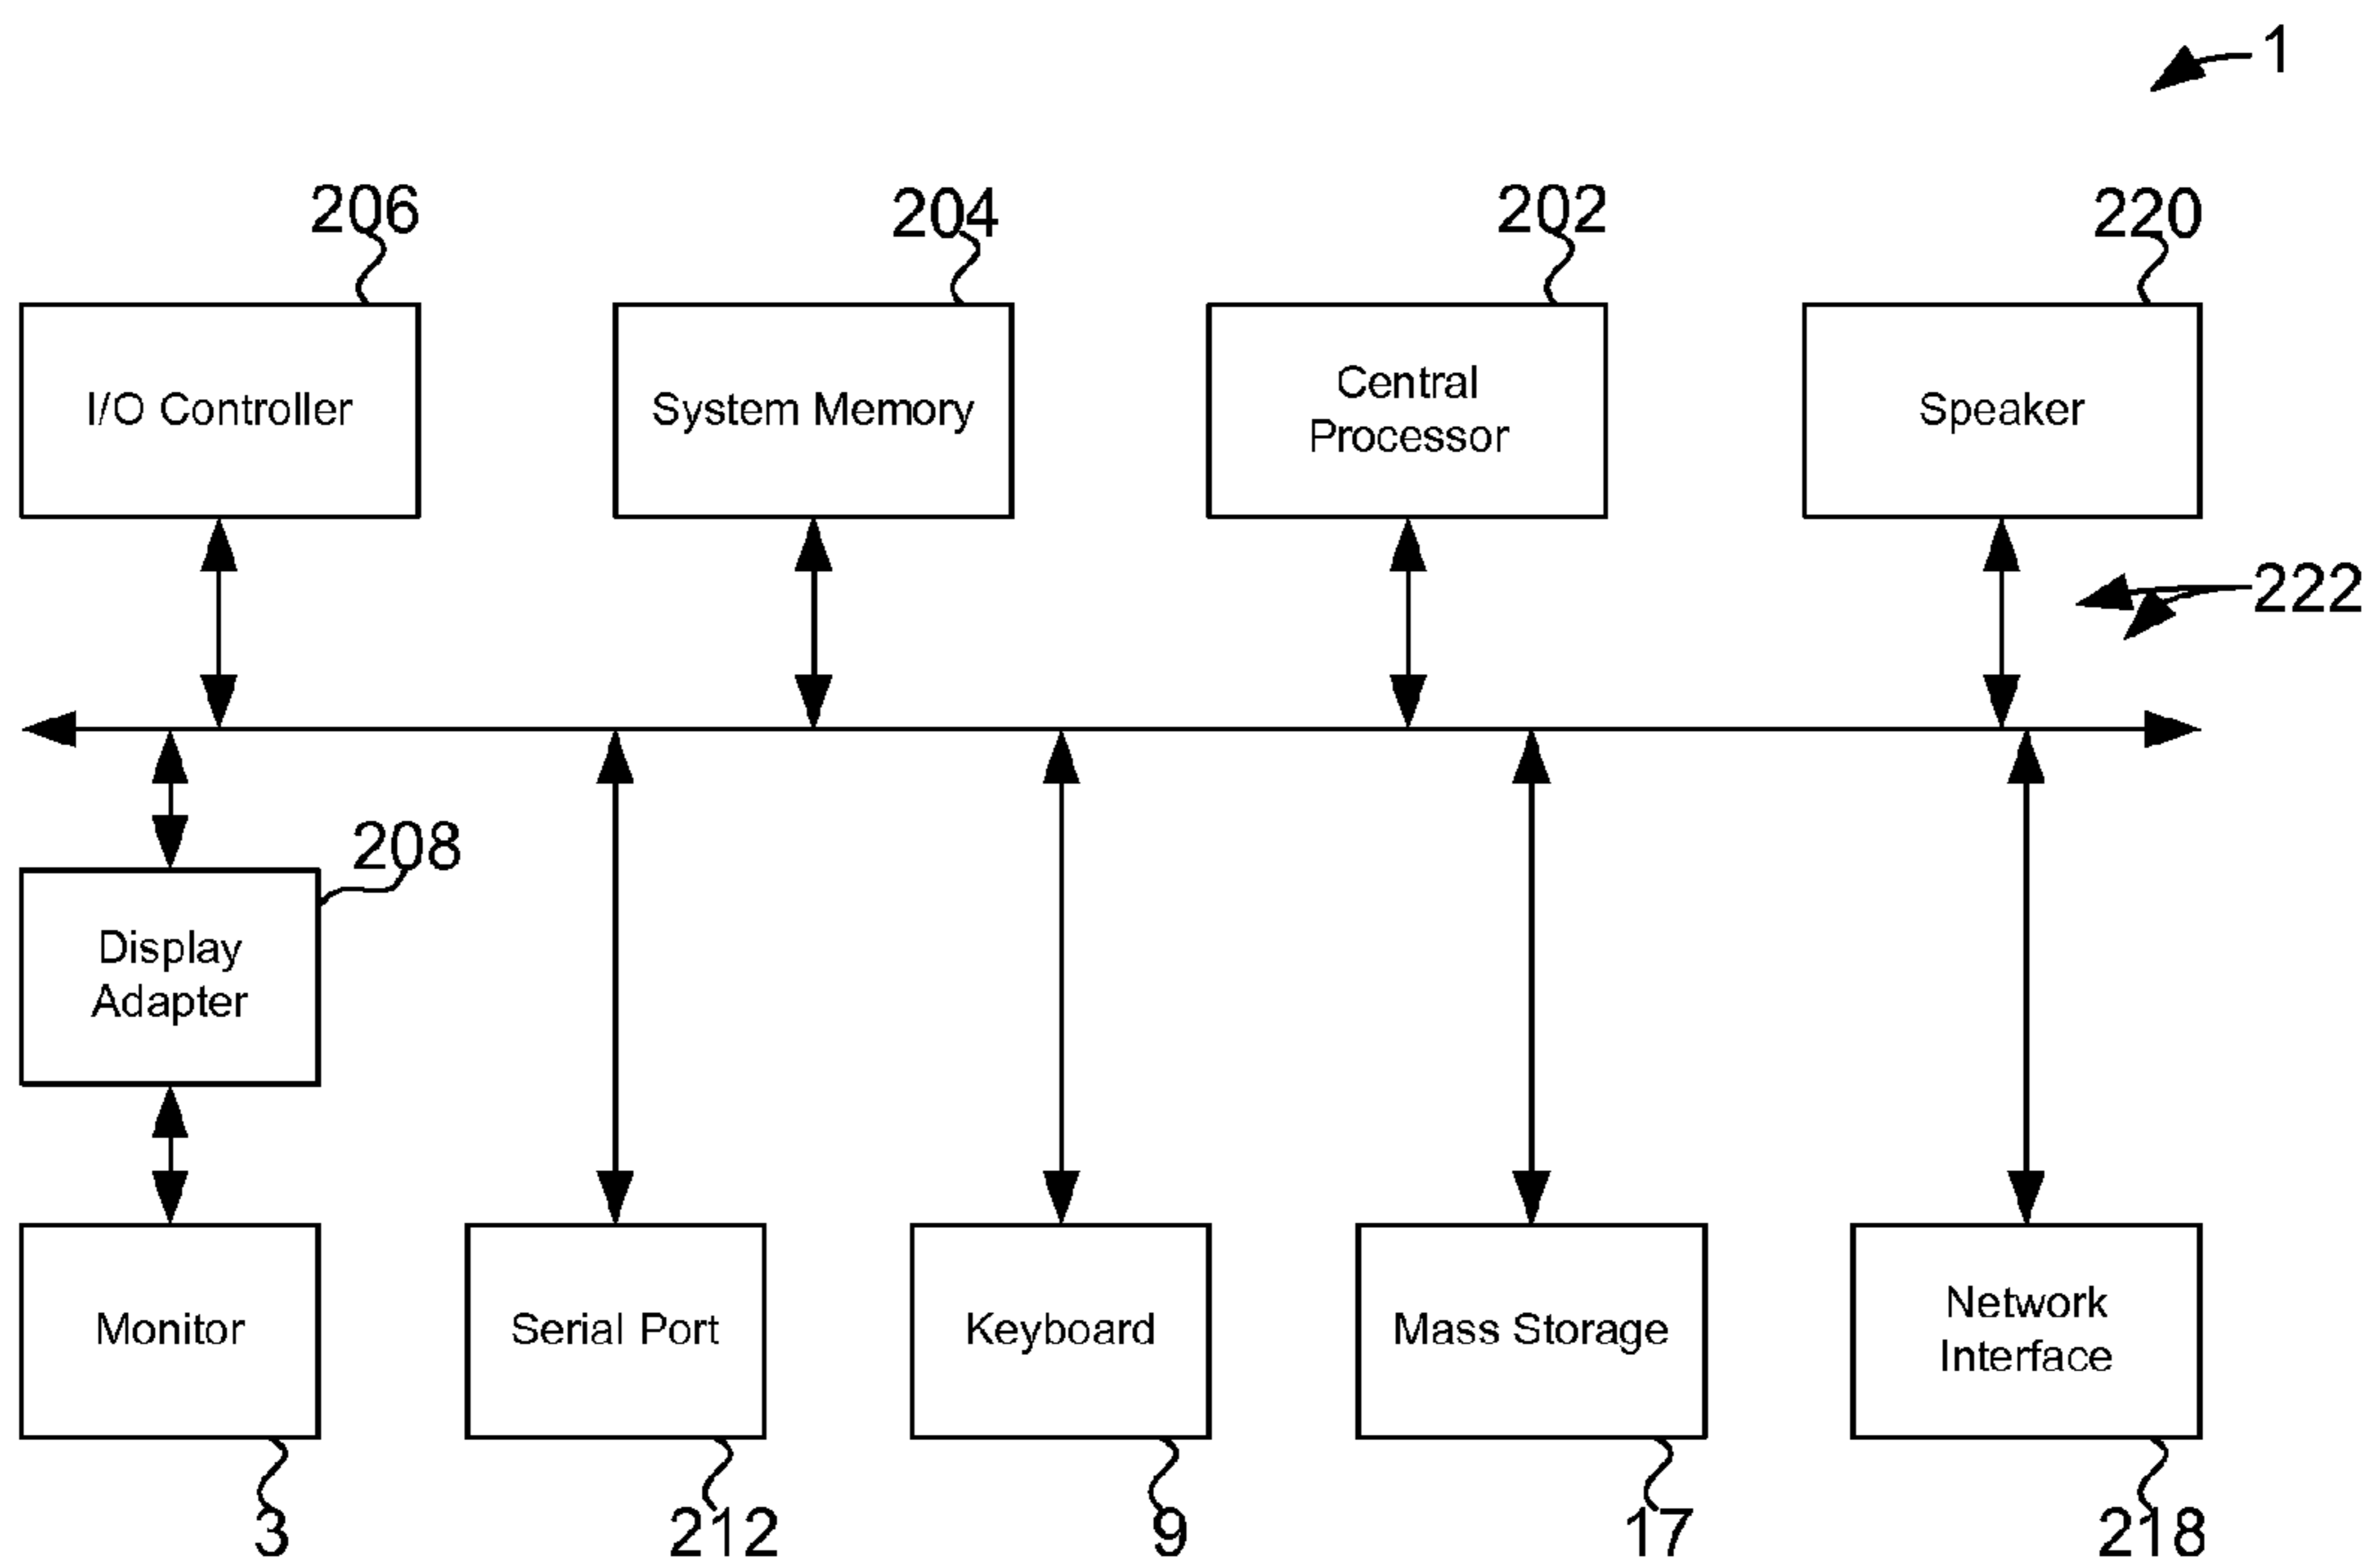 1
206
204
202
220
I/O Controller
System Memory
Central
Processor
Speaker
222
208
Display
Adapter
Monitor
Serial Port
Keyboard
Mass Storage
Network
Interface
3
212
9
17
218